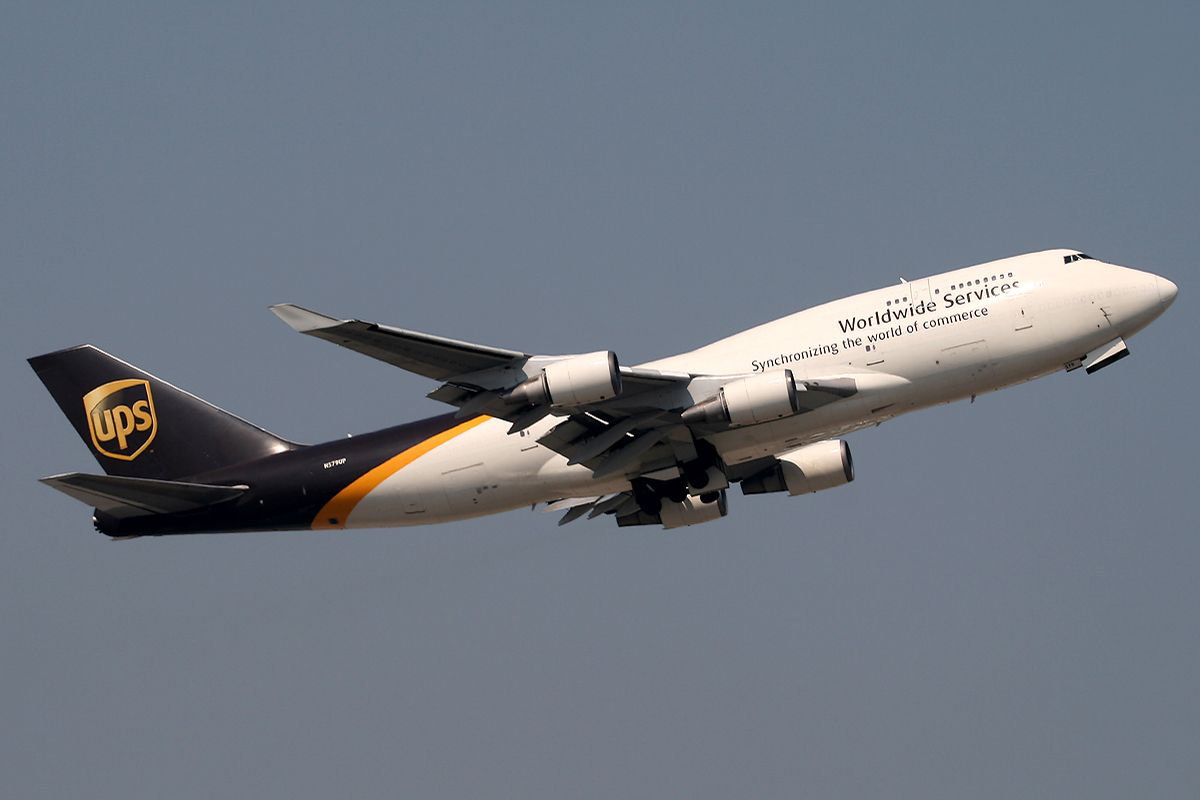 Worldwide Services
Synchronizing the world of commerce
ups
N579UP